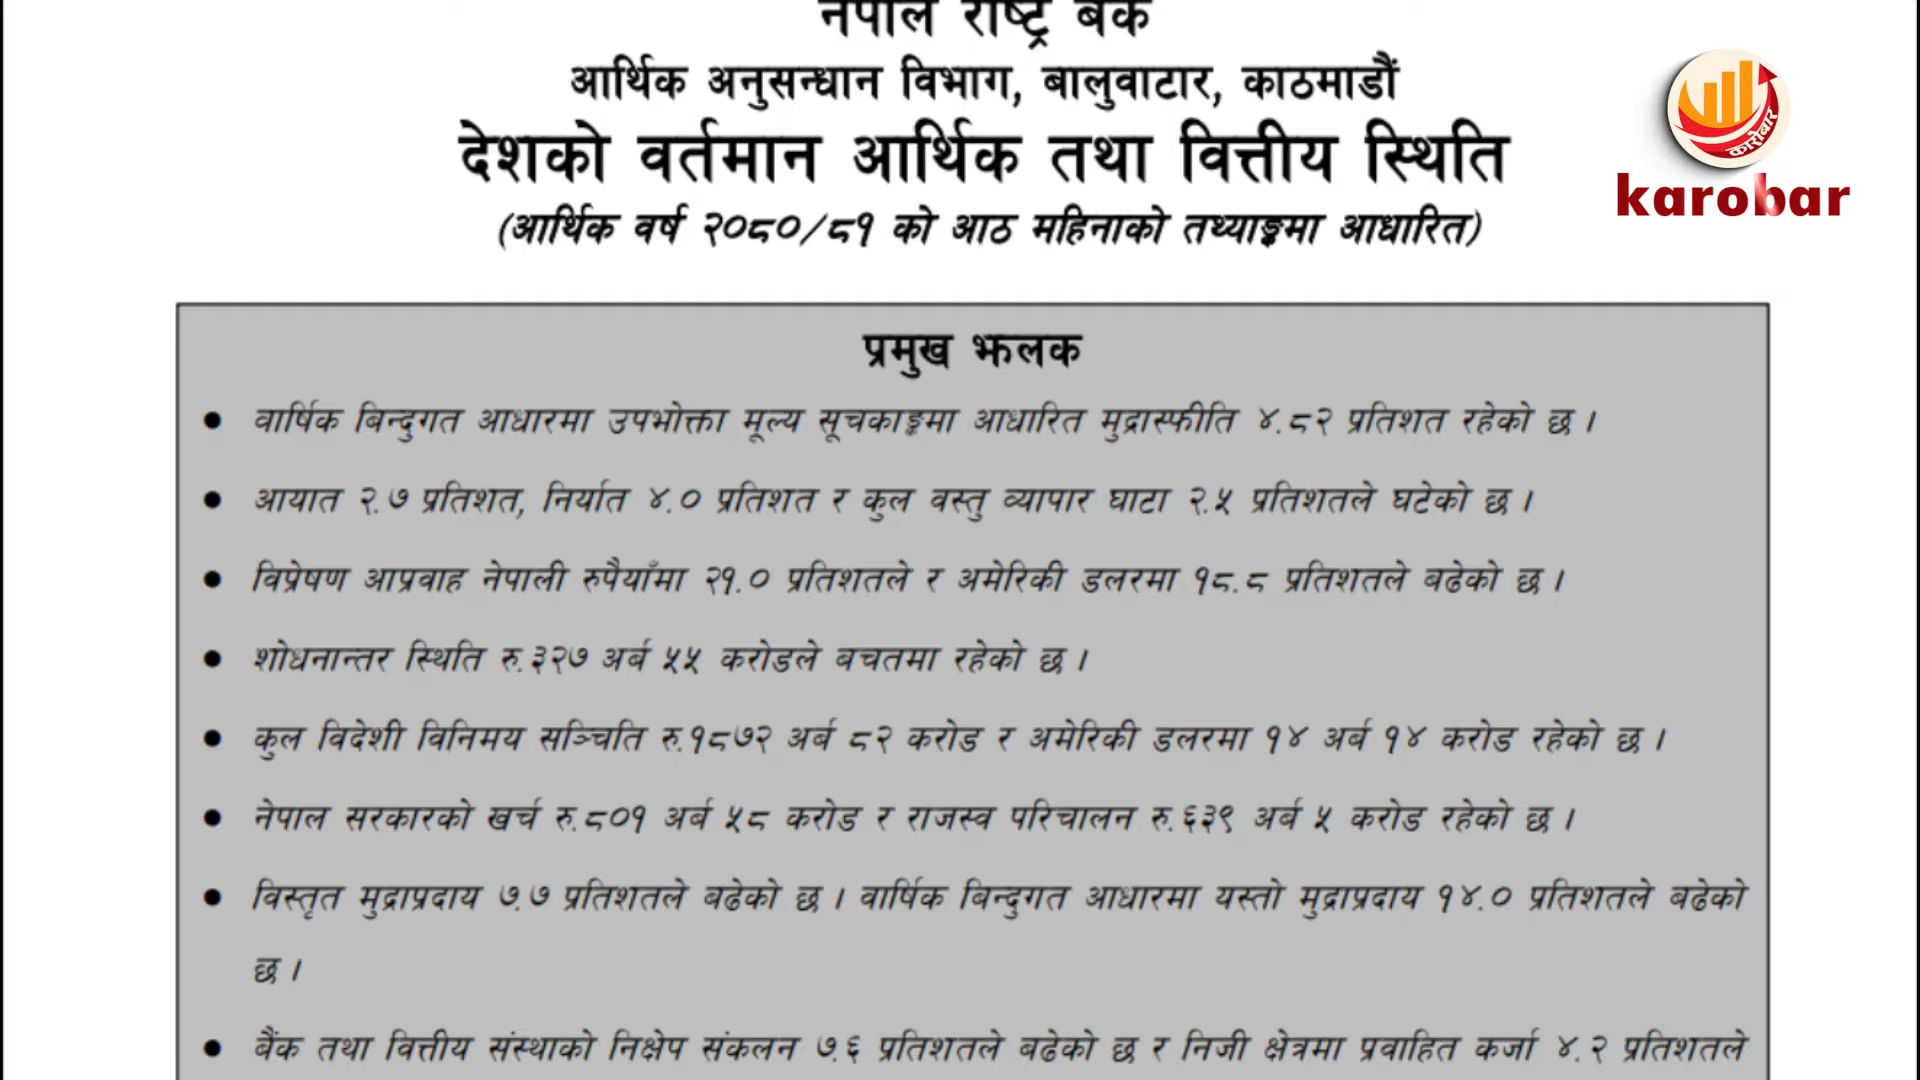 नेपाल राष्ट्र बैंक
आर्थिक अनुसन्धान विभाग, बालुवाटार, काठमाडौं
देशको वर्तमान आर्थिक तथा वित्तीय स्थिति
(आर्थिक वर्ष २०८०/८१ को आठ महिनाको तथ्याङ्कमा आधारित)
कारोबार
karobar
प्रमुख झलक
● वार्षिक बिन्दुगत आधारमा उपभोक्ता मूल्य सूचकाङ्कमा आधारित मुद्रास्फीति ४.८२ प्रतिशत रहेको छ ।
● आयात २.७ प्रतिशत, निर्यात ४.० प्रतिशत र कुल वस्तु व्यापार घाटा २.५ प्रतिशतले घटेको छ ।
● विप्रेषण आप्रवाह नेपाली रुपैयाँमा २१.० प्रतिशतले र अमेरिकी डलरमा १८.८ प्रतिशतले बढेको छ ।
● शोधनान्तर स्थिति रु.३२७ अर्ब ५५ करोडले बचतमा रहेको छ ।
● कुल विदेशी विनिमय सञ्चिति रु.१८७२ अर्ब ८२ करोड र अमेरिकी डलरमा १४ अर्ब १४ करोड रहेको छ ।
● नेपाल सरकारको खर्च रु.८०१ अर्ब ५८ करोड र राजस्व परिचालन रु.६३९ अर्ब ५ करोड रहेको छ ।
● विस्तृत मुद्राप्रदाय ७.७ प्रतिशतले बढेको छ । वार्षिक बिन्दुगत आधारमा यस्तो मुद्राप्रदाय १४.० प्रतिशतले बढेको
छ ।
● बैंक तथा वित्तीय संस्थाको निक्षेप संकलन ७.६ प्रतिशतले बढेको छ र निजी क्षेत्रमा प्रवाहित कर्जा ४.२ प्रतिशतले